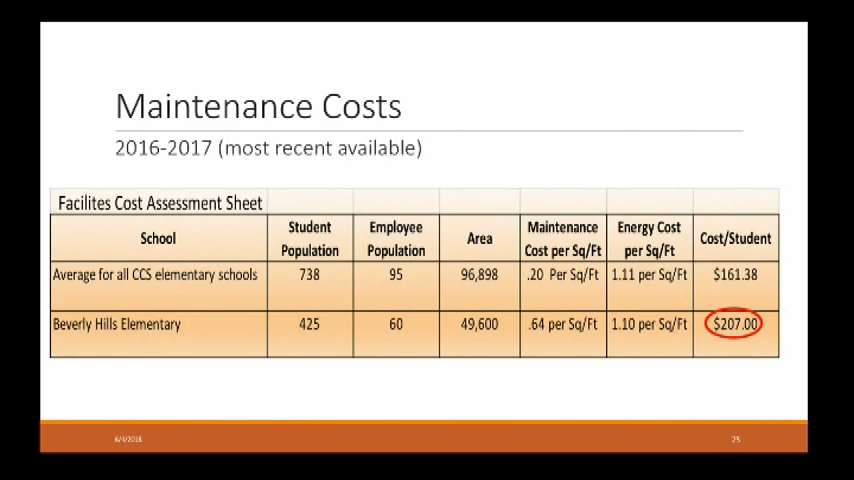 Maintenance Costs
2016-2017 (most recent available)
Facilites Cost Assessment Sheet
School Student Population Employee Population Area Maintenance Cost per Sq/Ft Energy Cost per Sq/Ft Cost/Student
Average for all CCS elementary schools 738 95 96,898 .20 Per Sq/Ft 1.11 per Sq/Ft $161.38
Beverly Hills Elementary 425 60 49,600 .64 per Sq/Ft 1.10 per Sq/Ft $207.00
6/4/2018 25